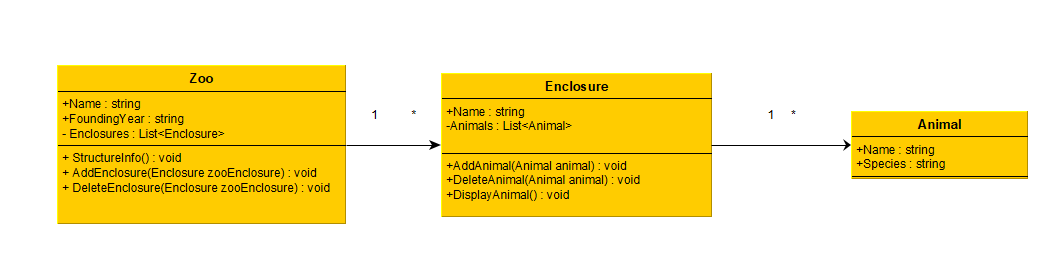 Zoo
+Name : string
+FoundingYear : string
- Enclosures : List<Enclosure>
+ StructureInfo() : void
+ AddEnclosure(Enclosure zooEnclosure) : void
+ DeleteEnclosure(Enclosure zooEnclosure) : void
1 *
Enclosure
+Name : string
-Animals : List<Animal>
+AddAnimal(Animal animal) : void
+DeleteAnimal(Animal animal) : void
+DisplayAnimal() : void
1 *
Animal
+Name : string
+Species : string